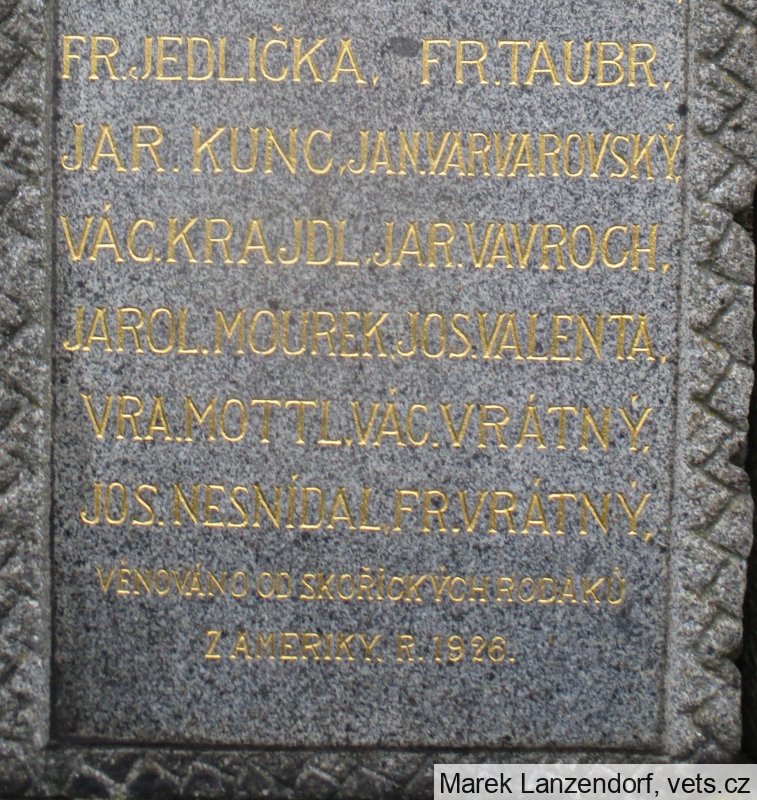 FR.JEDLIČKA, FR.TAUBR,
JAR.KUNC,JAN.VARVAROVSKÝ,
VÁC.KRAJDL,JAR.VAVROCH,
JAROL.MOUREK,JOS.VALENTA,
VRA.MOTTL,VÁC.VRÁTNÝ,
JOS.NESNÍDAL,FR.VRÁTNÝ,
VĚNOVÁNO OD SKOŘICKÝCH RODÁKŮ
Z AMERIKY. R. 1926.
Marek Lanzendorf, vets.cz